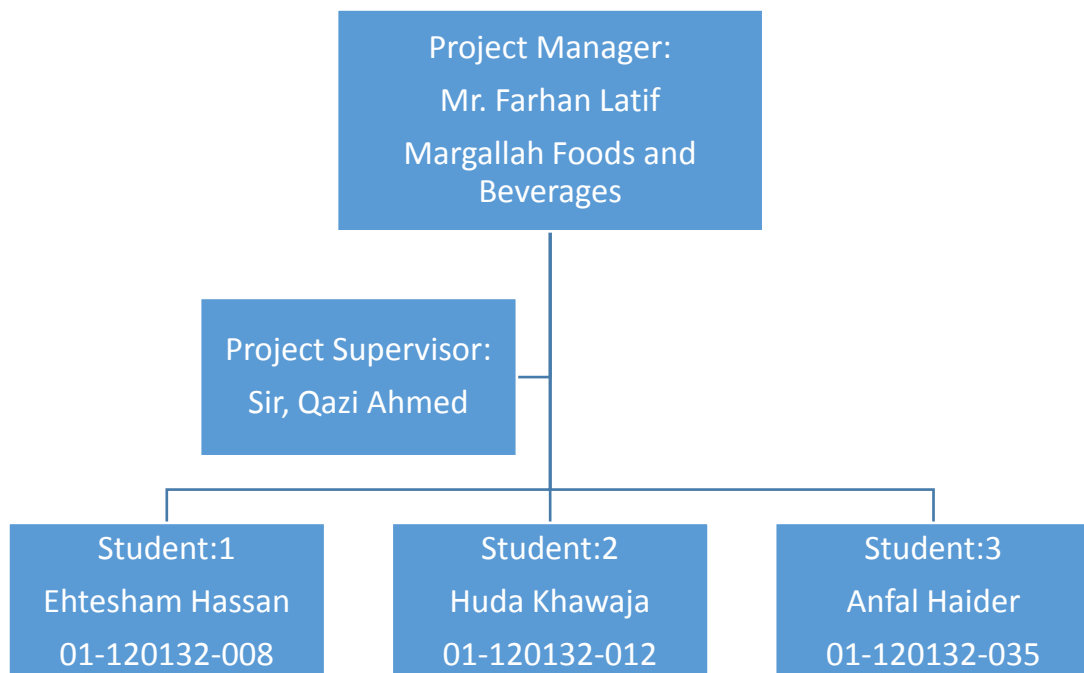 Project Manager:
Mr. Farhan Latif
Margallah Foods and
Beverages
Project Supervisor:
Sir, Qazi Ahmed
Student:1
Ehtesham Hassan
01-120132-008
Student:2
Huda Khawaja
01-120132-012
Student:3
Anfal Haider
01-120132-035